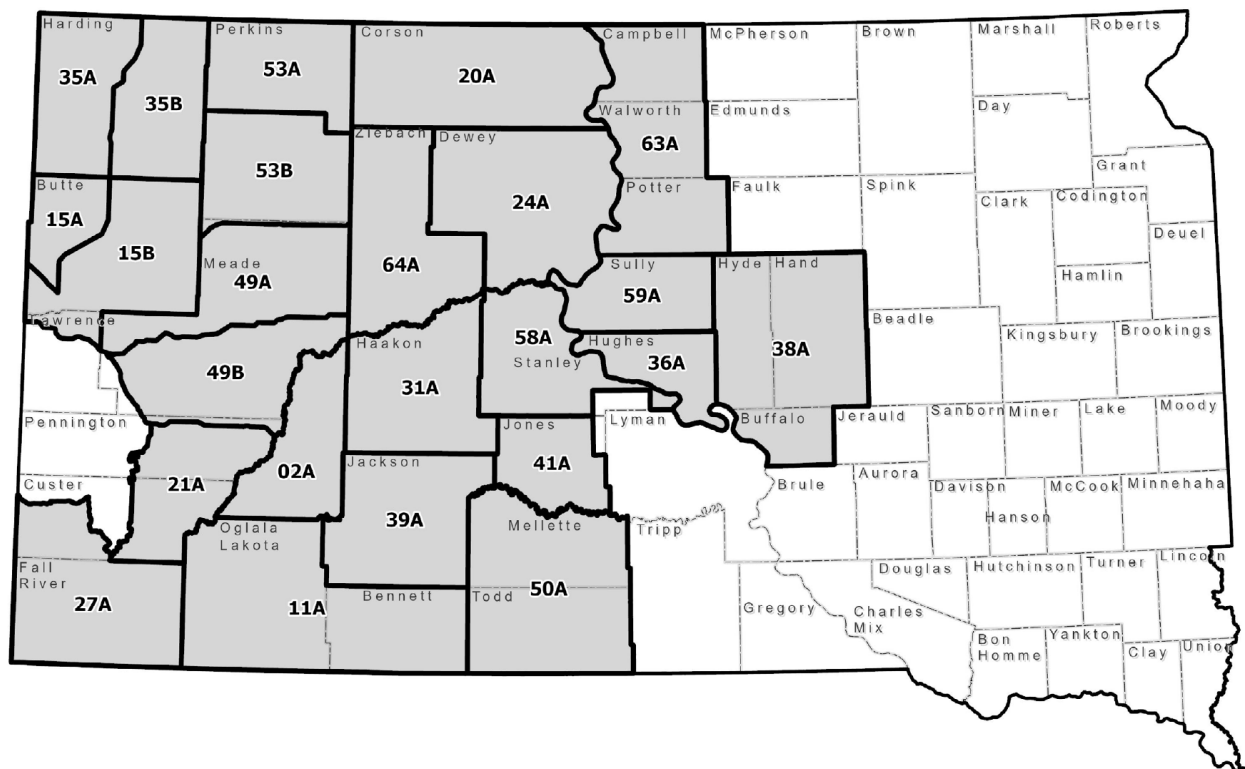 Harding
Perkins
Corson
Campbell
McPherson
Brown
Marshall
Roberts
35A
35B
53A
20A
Walworth
Edmunds
Day
63A
Ziebach
Dewey
Grant
53B
Butte
15A
24A
Potter
Faulk
Spink
Clark
Codington
Deuel
15B
Meade
49A
64A
Sully
59A
Hyde
Hand
Hamlin
Lawrence
Haakon
58A
Stanley
Hughes
36A
38A
Beadle
Kingsbury
Brookings
49B
31A
Pennington
Jones
Lyman
Buffalo
Jerauld
Sanborn
Miner
Lake
Moody
Custer
21A
02A
Jackson
39A
41A
Brule
Aurora
Davison
Hanson
McCook
Minnehaha
Oglala
Lakota
Mellette
Tripp
Fall
River
27A
11A
Bennett
Todd
50A
Gregory
Charles
Mix
Douglas
Hutchinson
Turner
Lincoln
Bon
Homme
Yankton
Clay
Union